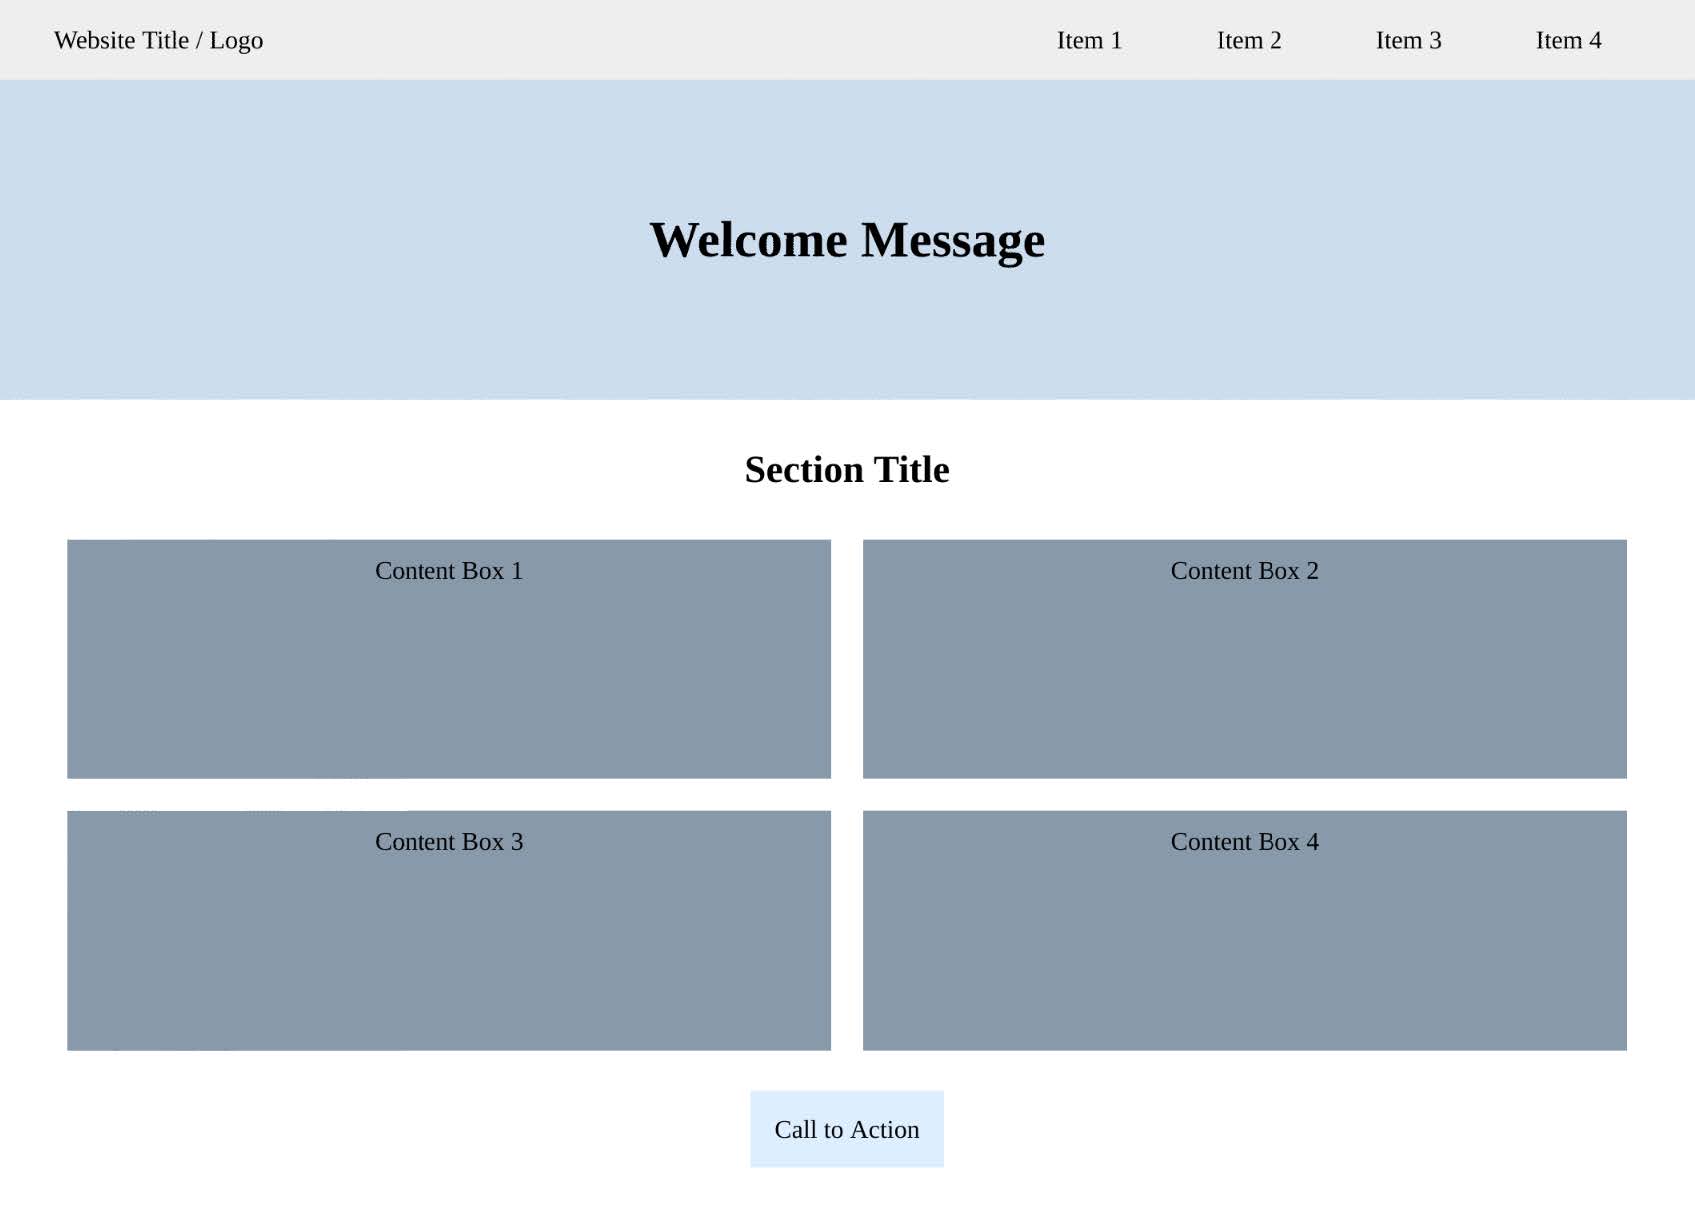 Website Title / Logo
Item 1
Item 2
Item 3
Item 4
Welcome Message
Section Title
Content Box 1
Content Box 2
Content Box 3
Content Box 4
Call to Action